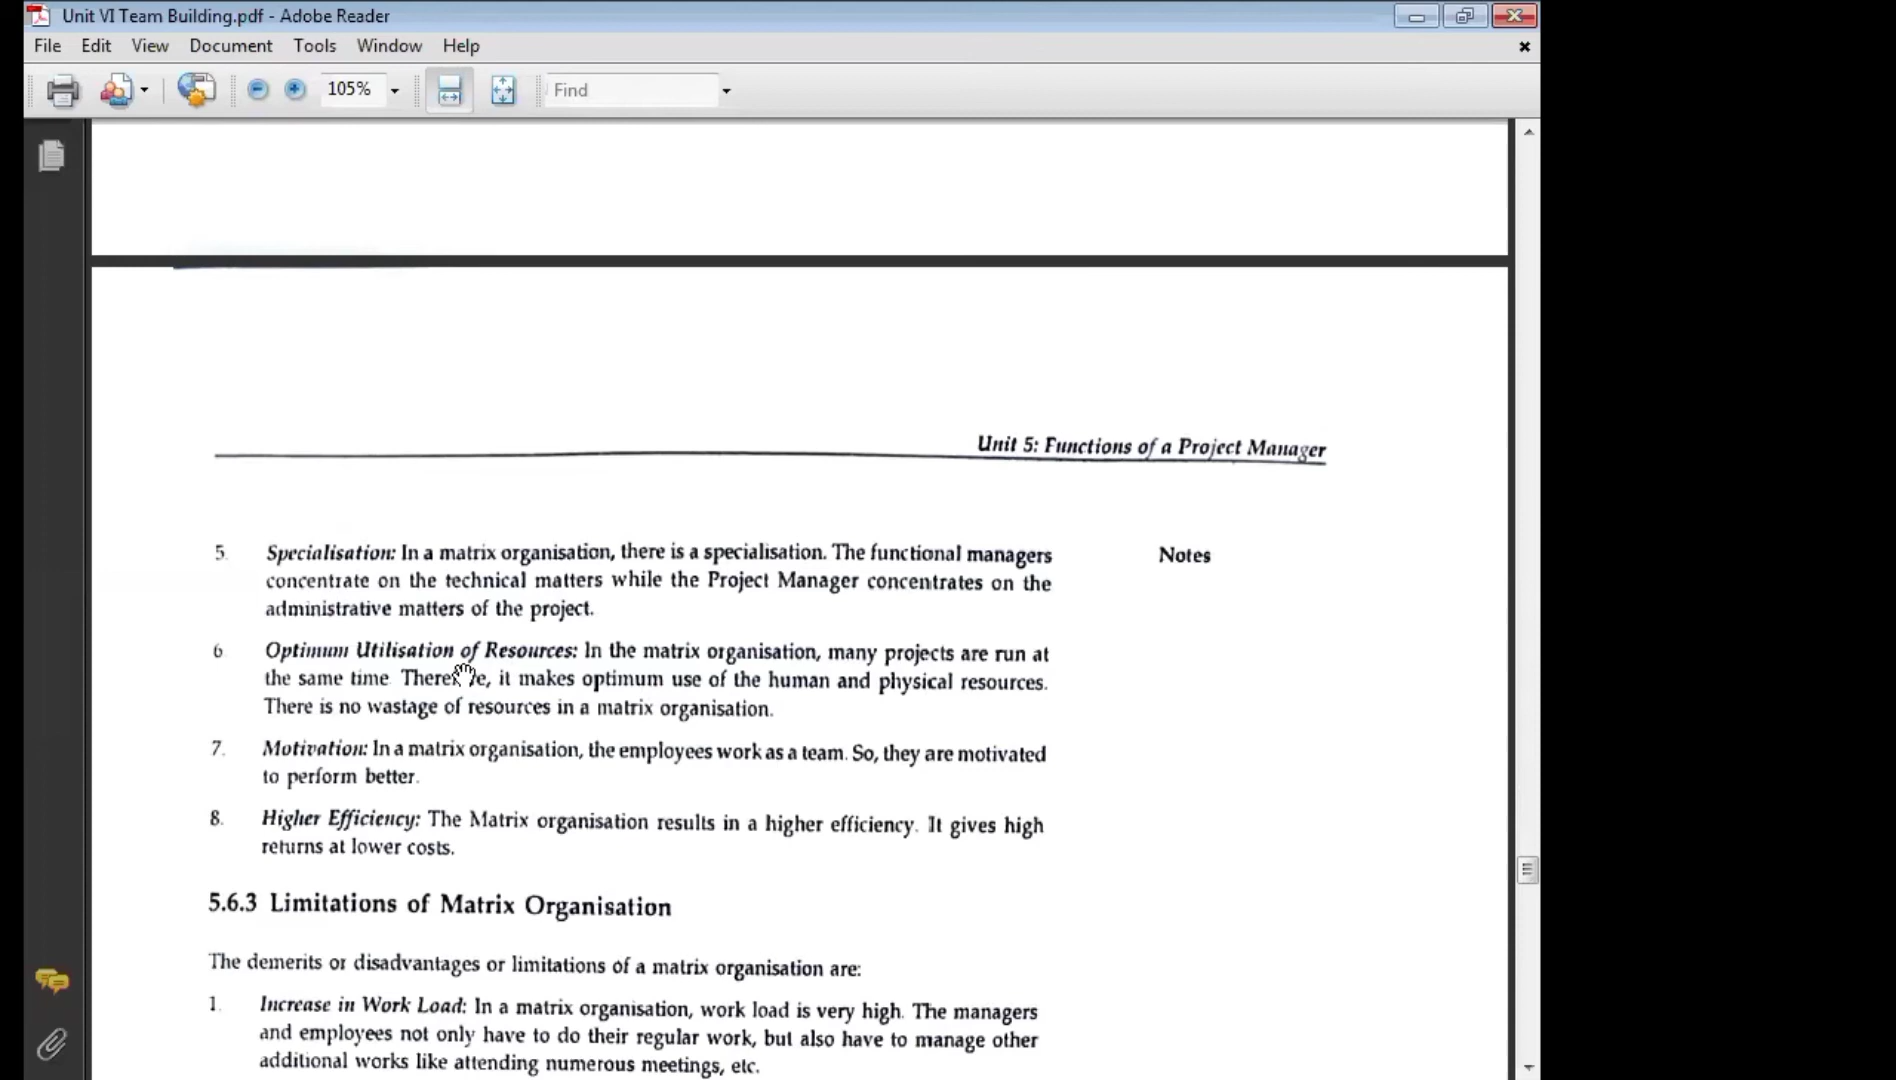 Unit VI Team Building.pdf - Adobe Reader
File Edit View Document Tools Window Help
105%
Find
Unit 5: Functions of a Project Manager
5. Specialisation: In a matrix organisation, there is a specialisation. The functional managers
concentrate on the technical matters while the Project Manager concentrates on the
administrative matters of the project.
Notes
6 Optimum Utilisation of Resources: In the matrix organisation, many projects are run at
the same time. , it makes optimum use of the human and physical resources.
There is no wastage of resources in a matrix organisation.
7. Motivation: In a matrix organisation, the employees work as a team. So, they are motivated
to perform better.
8. Higher Efficiency: The Matrix organisation results in a higher efficiency. It gives high
returns at lower costs.
5.6.3 Limitations of Matrix Organisation
The demerits or disadvantages or limitations of a matrix organisation are:
1. Increase in Work Load: In a matrix organisation, work load is very high. The managers
and employees not only have to do their regular work, but also have to manage other
additional works like attending numerous meetings, etc.